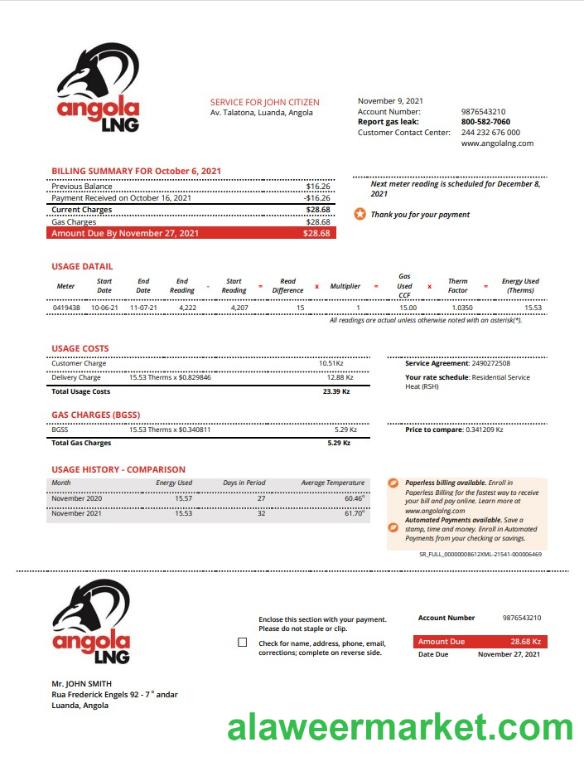 angola
LNG
SERVICE FOR JOHN CITIZEN
Av. Talatona, Luanda, Angola
November 9, 2021
Account Number: 9876543210
Report gas leak: 800-582-7060
Customer Contact Center: 244 232 676 000
www.angolalng.com
BILLING SUMMARY FOR October 6, 2021
Previous Balance $16.26
Payment Received on October 16, 2021 -$16.26
Current Charges $28.68
Gas Charges $28.68
Amount Due By November 27, 2021 $28.68
Next meter reading is scheduled for December 8,
2021
Thank you for your payment
USAGE DATAIL
Meter Start Date End Date End Reading - Start Reading = Read Difference x Multiplier = Gas Used CCF x Therm Factor = Energy Used (Therms)
0419438 10-06-21 11-07-21 4,222 4,207 15 1 15.00 1.0350 15.53
All readings are actual unless otherwise noted with an asterisk(*).
USAGE COSTS
Customer Charge 10.51Kz
Delivery Charge 15.53 Therms x $0.829846 12.88 Kz
Total Usage Costs 23.39 Kz
Service Agreement: 2490272508
Your rate schedule: Residential Service
Heat (RSH)
GAS CHARGES (BGSS)
BGSS 15.53 Therms x $0.340811 5.29 Kz
Total Gas Charges 5.29 Kz
Price to compare: 0.341209 Kz
USAGE HISTORY - COMPARISON
Month Energy Used Days in Period Average Temperature
November 2020 15.57 27 60.46°
November 2021 15.53 32 61.70°
Paperless billing available. Enroll in
Paperless Billing for the fastest way to receive
your bill and pay online. Learn more at
www.angolalng.com
Automated Payments available. Save a
stamp, time and money. Enroll in Automated
Payments from your checking or savings.
SR_FULL_00000008612XML-21541-000006469
angola
LNG
Enclose this section with your payment.
Please do not staple or clip.
Check for name, address, phone, email,
corrections; complete on reverse side.
Account Number 9876543210
Amount Due 28.68 Kz
Date Due November 27, 2021
Mr. JOHN SMITH
Rua Frederick Engels 92 - 7 ° andar
Luanda, Angola
alaweermarket.com